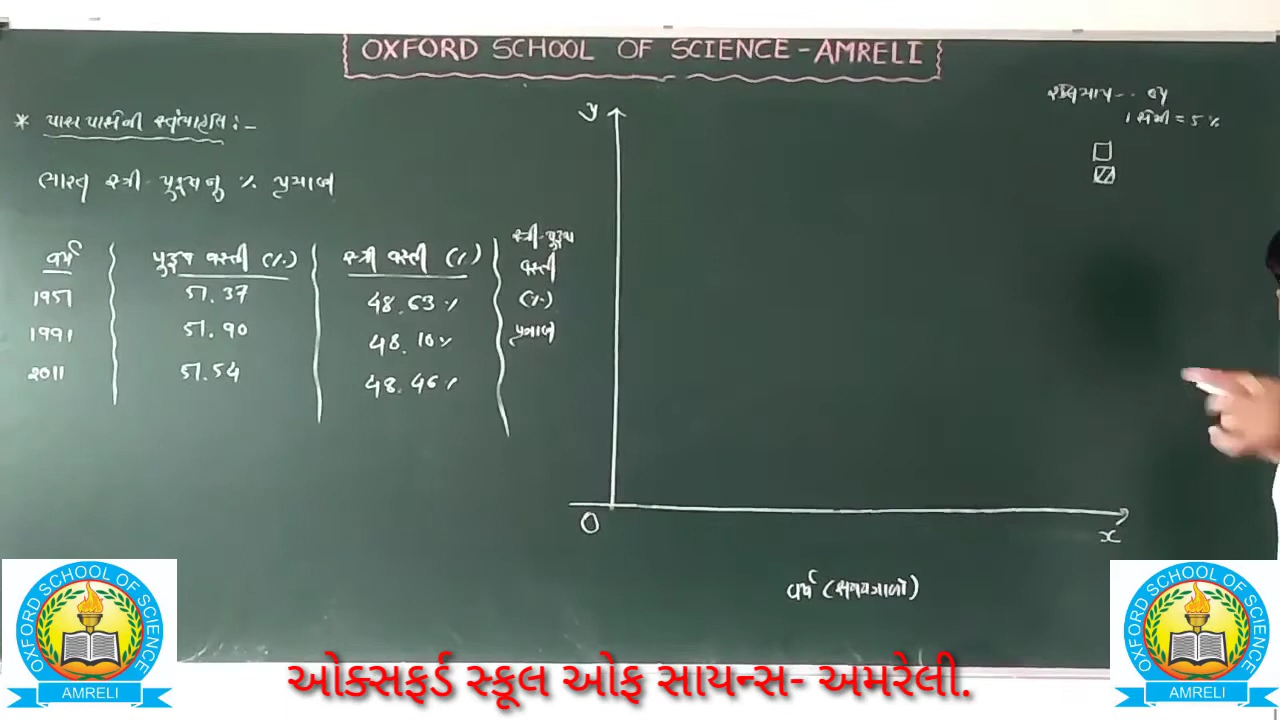 OXFORD SCHOOL OF SCIENCE - AMRELI
* પાસ પાસેની સ્તંભાકૃતિ :-
ભારત સ્ત્રી-પુરૂષનુ % પ્રમાણ
વર્ષ પુરૂષ વસ્તી (%) સ્ત્રી વસ્તી (%)
1951 51.37 48.63 %
1991 51.90 48.10 %
2011 51.54 48.46 %
સ્ત્રી-પુરૂષ
વસ્તી
(%)
પ્રમાણ
y
O
x
વર્ષ (સમયગાળો)
1 સેમી = 5 %
OXFORD SCHOOL OF SCIENCE
AMRELI
ઓક્સફર્ડ સ્કૂલ ઓફ સાયન્સ- અમરેલી.
OXFORD SCHOOL OF SCIENCE
AMRELI